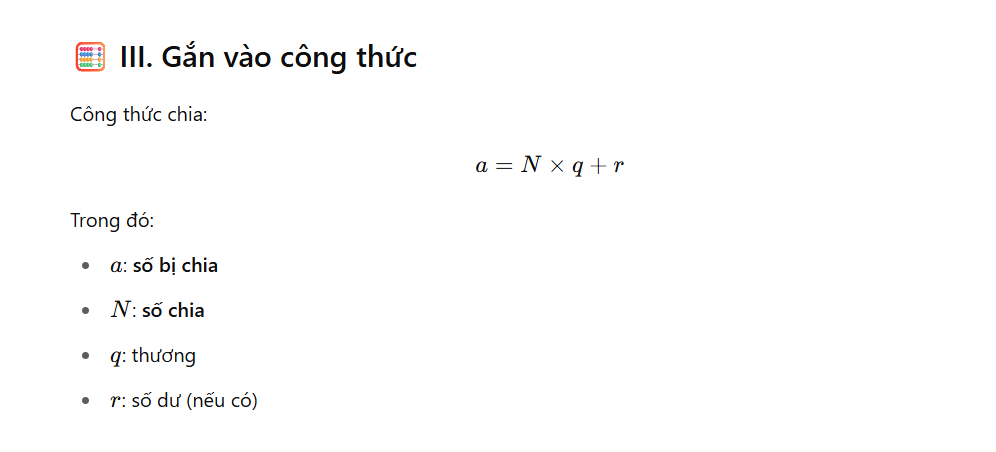 III. Gắn vào công thức
Công thức chia:
a = N × q + r
Trong đó:
• a: số bị chia
• N: số chia
• q: thương
• r: số dư (nếu có)